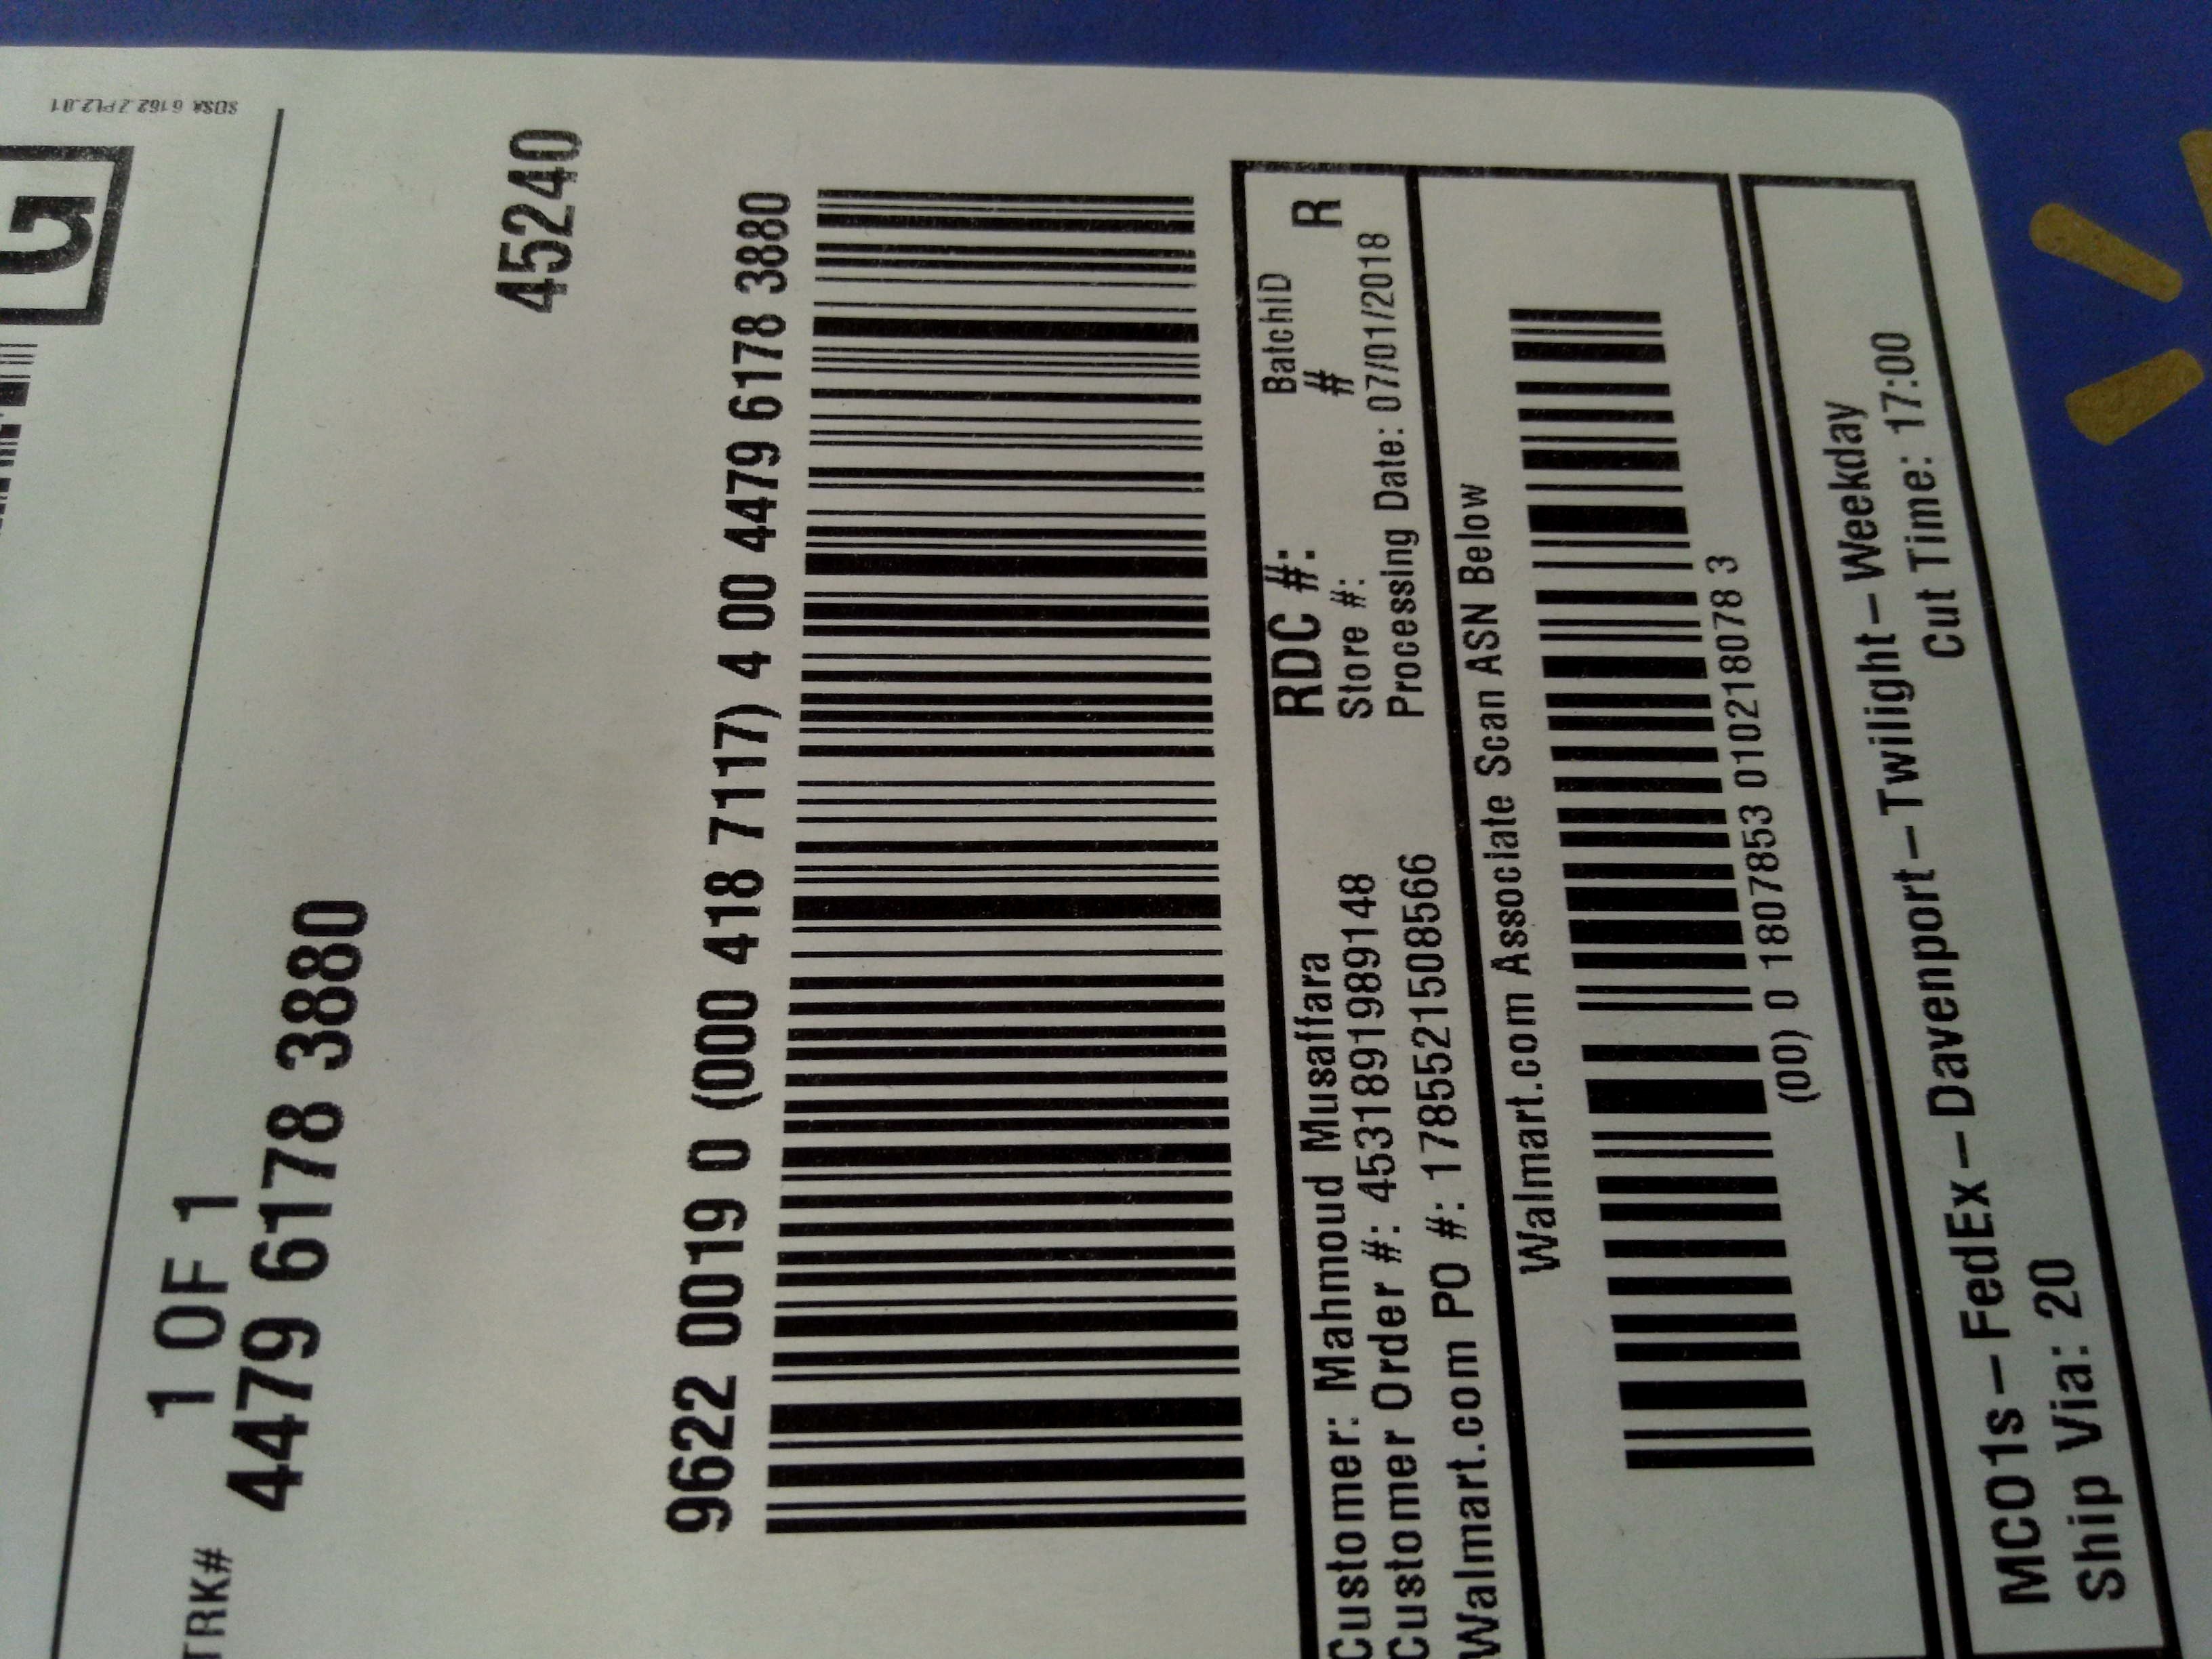 SDSA 6162.2PL2.01
G
1 OF 1
TRK# 4479 6178 3880
45240
9622 0019 0 (000 418 7117) 4 00 4479 6178 3880
Customer: Mahmoud Musaffara
Customer Order #: 4531891989148
Walmart.com PO #: 1785521508566
RDC #:
Store #:
Processing Date: 07/01/2018
BatchID
#
R
Walmart.com Associate Scan ASN Below
(00) 0 1807853 010218078 3
MCO1s – FedEx – Davenport – Twilight – Weekday
Ship Via: 20
Cut Time: 17:00